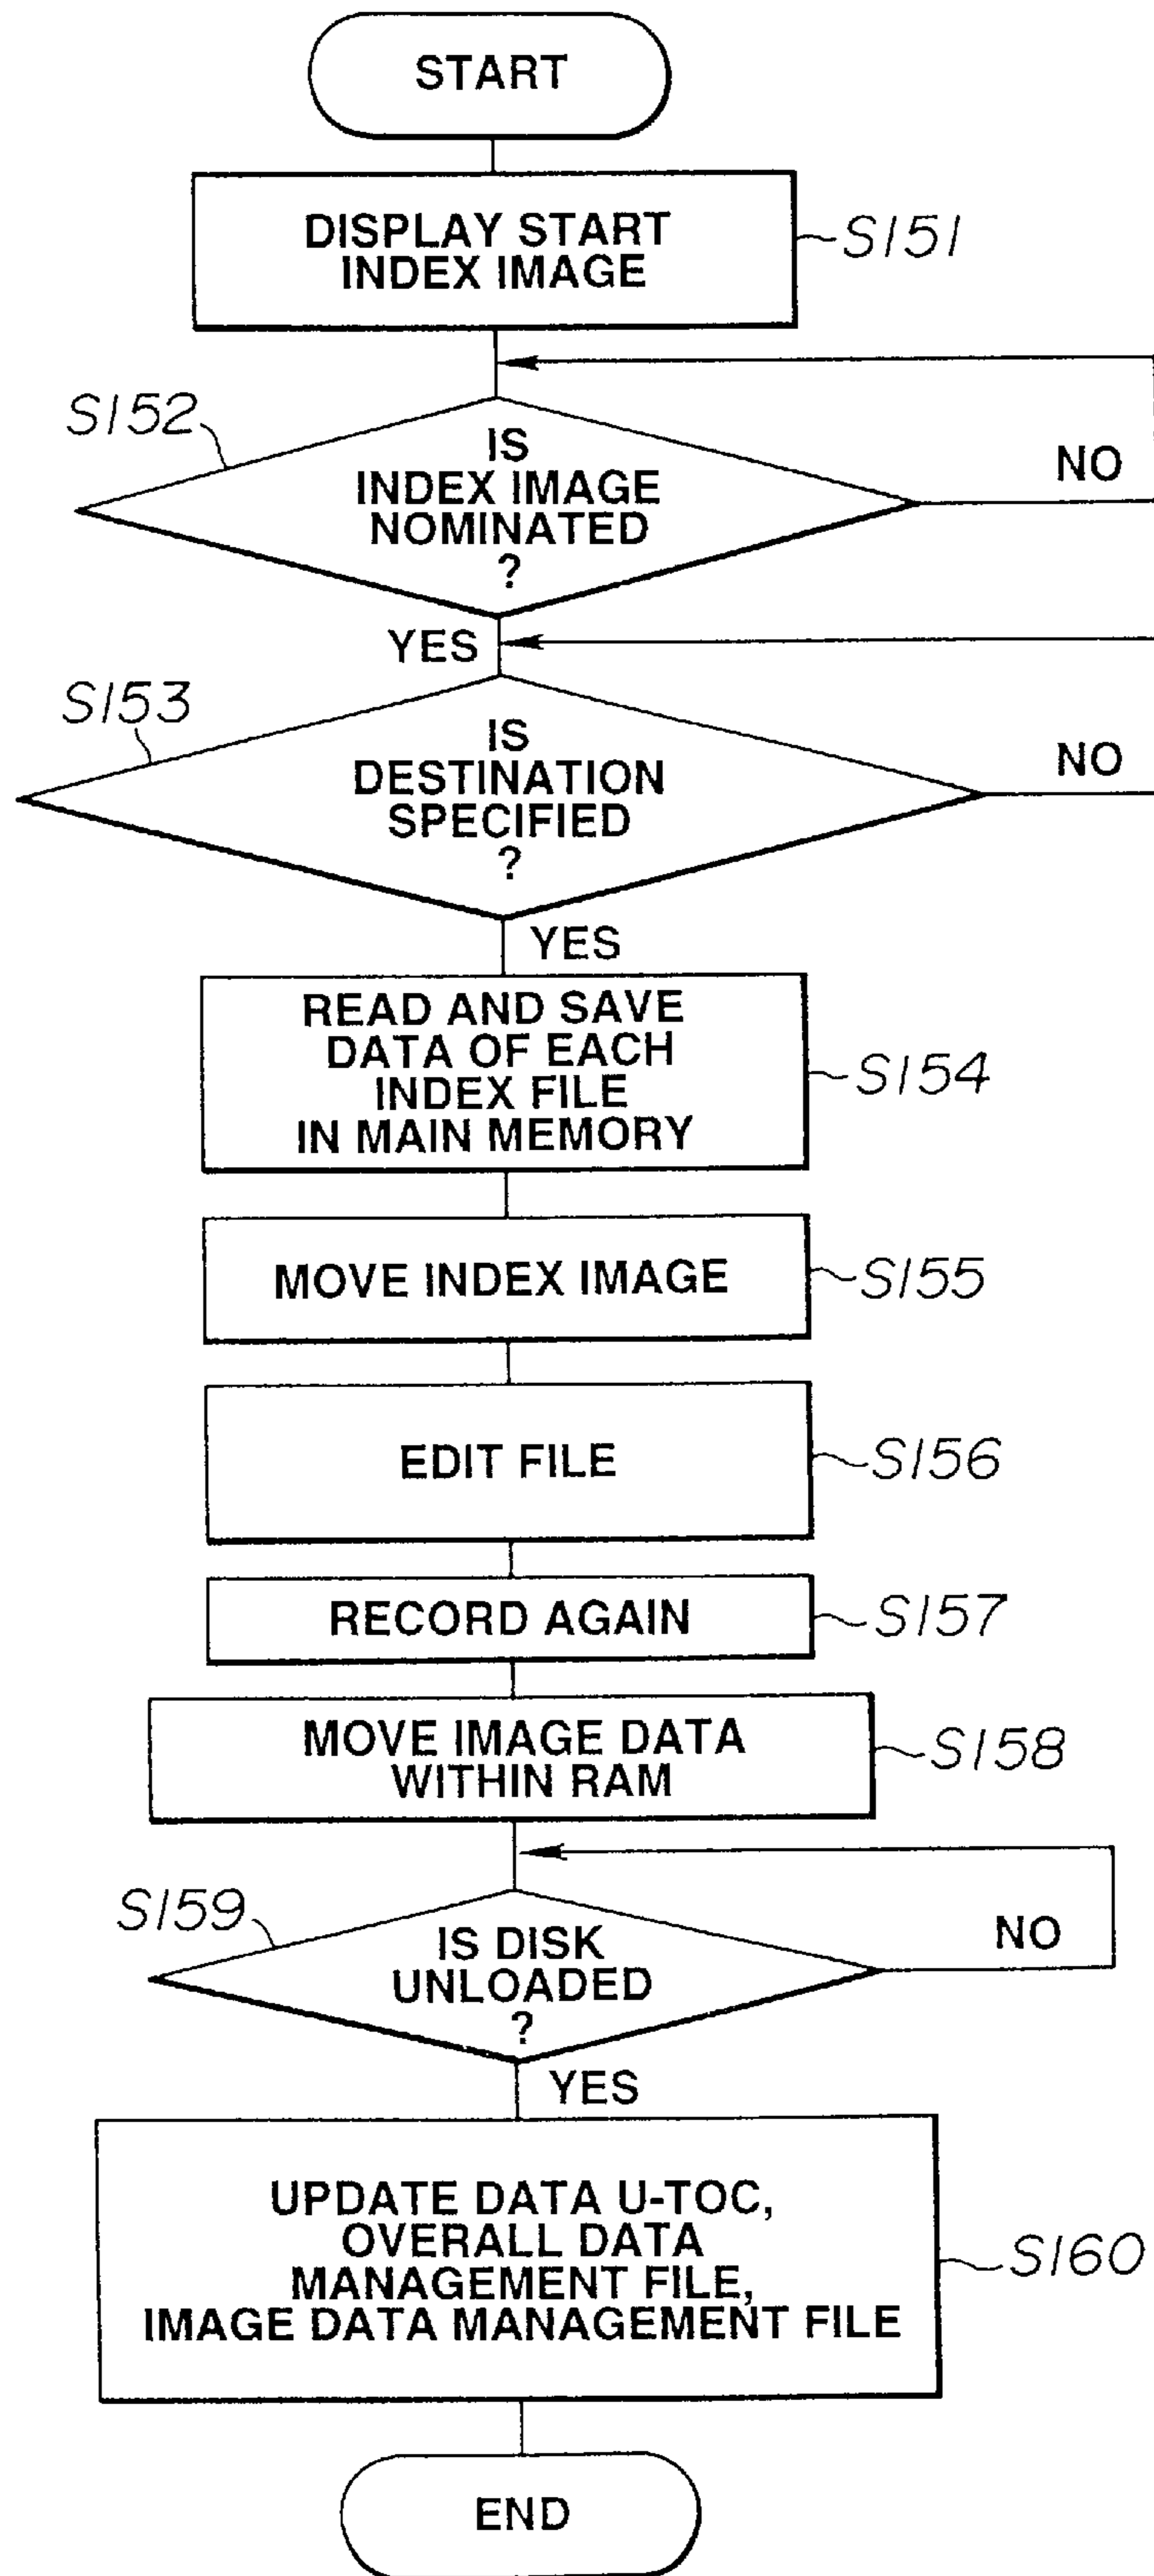 START
DISPLAY START
INDEX IMAGE
S151
S152
IS
INDEX IMAGE
NOMINATED
?
NO
YES
S153
IS
DESTINATION
SPECIFIED
?
NO
YES
READ AND SAVE
DATA OF EACH
INDEX FILE
IN MAIN MEMORY
S154
MOVE INDEX IMAGE
S155
EDIT FILE
S156
RECORD AGAIN
S157
MOVE IMAGE DATA
WITHIN RAM
S158
S159
IS DISK
UNLOADED
?
NO
YES
UPDATE DATA U-TOC,
OVERALL DATA
MANAGEMENT FILE,
IMAGE DATA MANAGEMENT FILE
S160
END